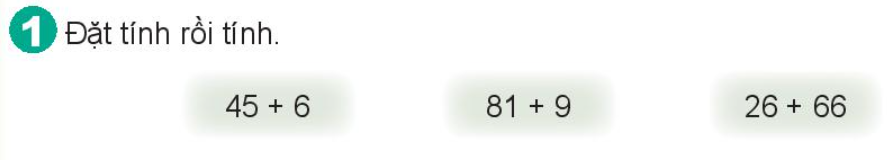 1 Đặt tính rồi tính.
45 + 6 81 + 9 26 + 66